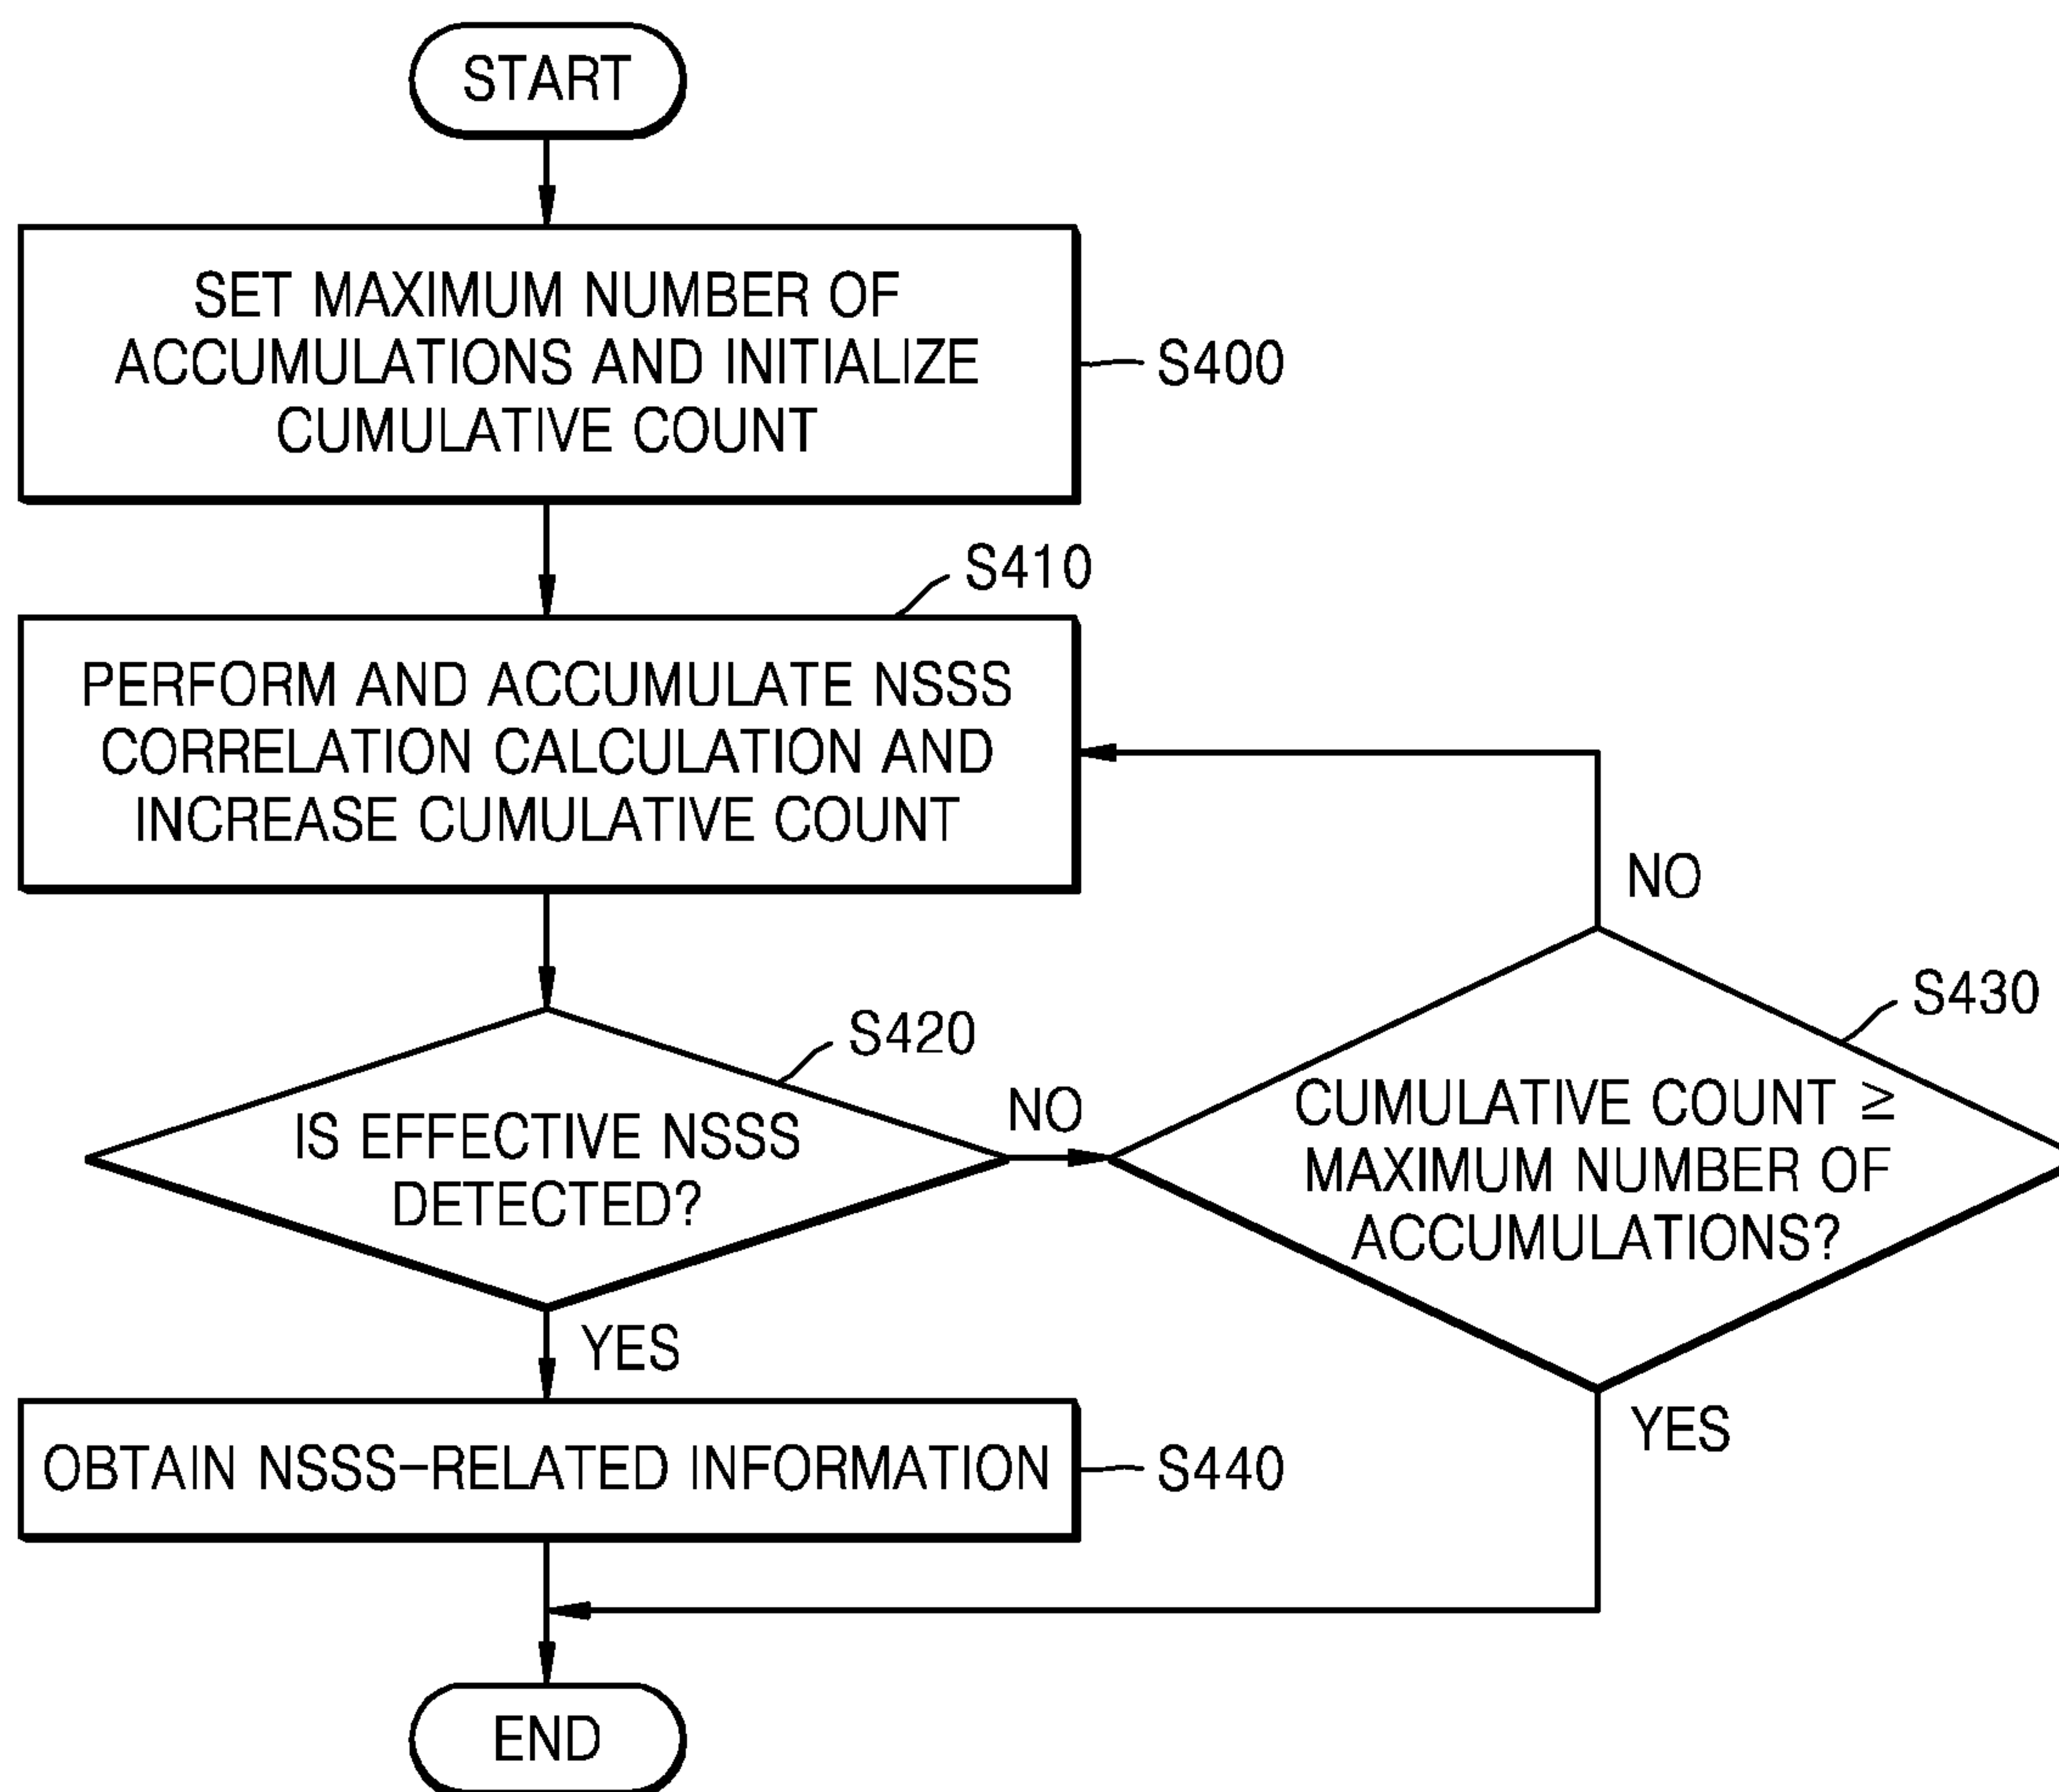 START
SET MAXIMUM NUMBER OF
ACCUMULATIONS AND INITIALIZE
CUMULATIVE COUNT
S400
S410
PERFORM AND ACCUMULATE NSSS
CORRELATION CALCULATION AND
INCREASE CUMULATIVE COUNT
NO
S430
S420
IS EFFECTIVE NSSS
DETECTED?
NO
CUMULATIVE COUNT ≥
MAXIMUM NUMBER OF
ACCUMULATIONS?
YES
YES
OBTAIN NSSS-RELATED INFORMATION
S440
END